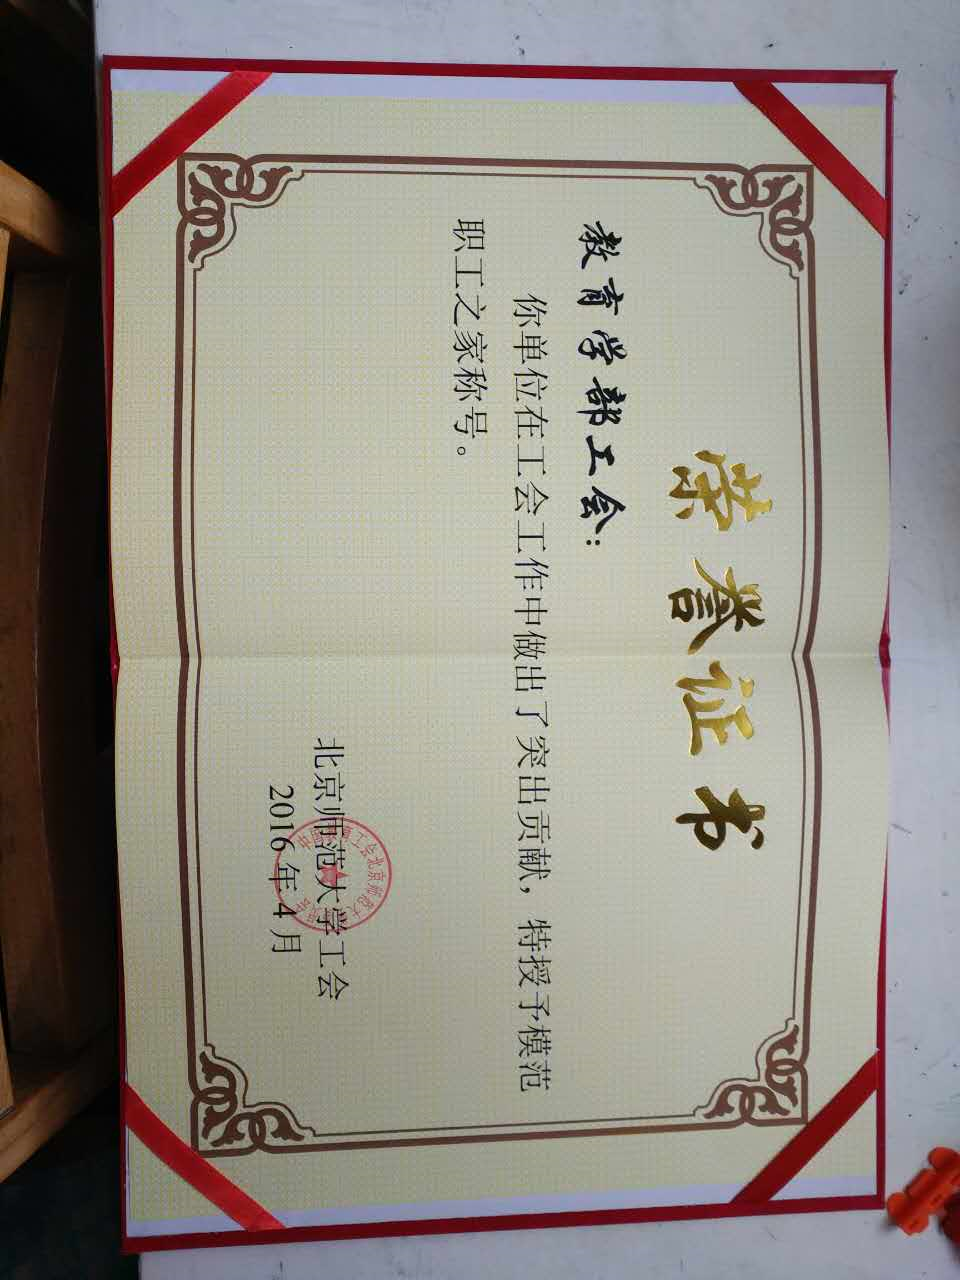 荣誉证书
教育学部工会：
你单位在工会工作中做出了突出贡献，特授予模范
职工之家称号。
北京师范大学工会
2016年4月